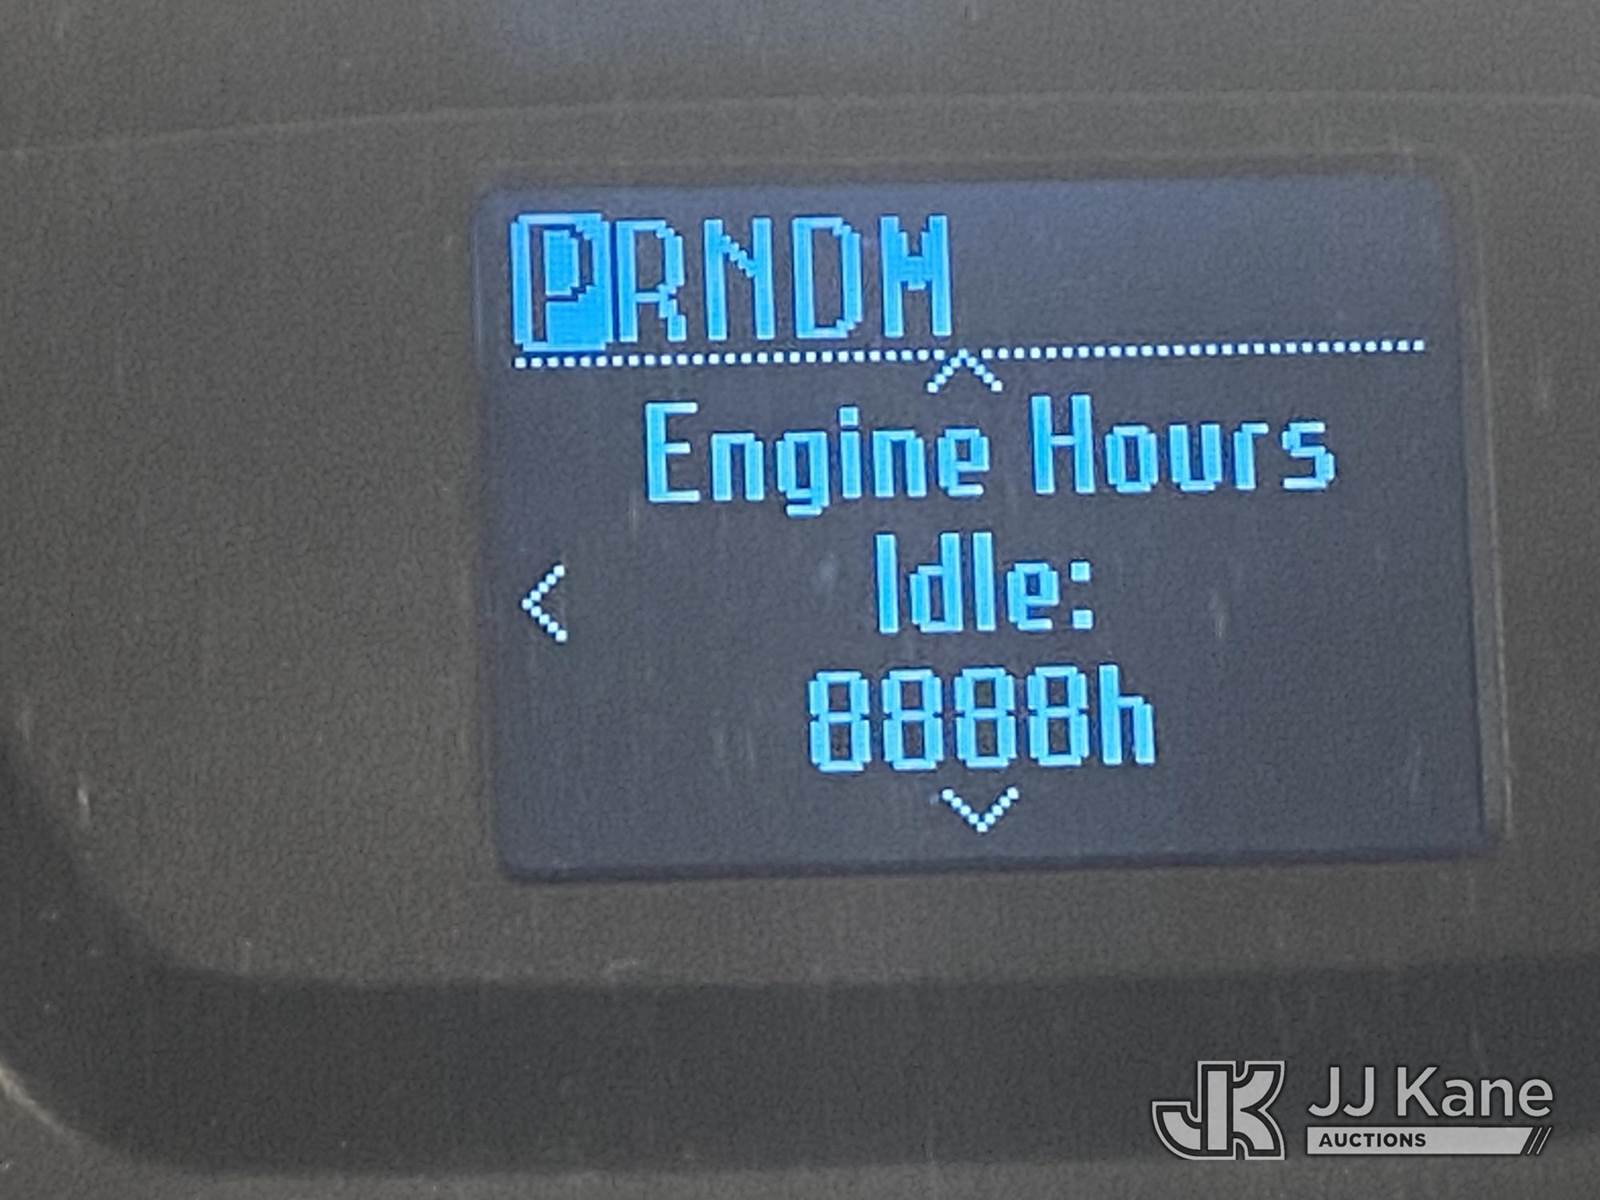 PRNDM
Engine Hours
Idle:
8888h
JJ Kane
AUCTIONS